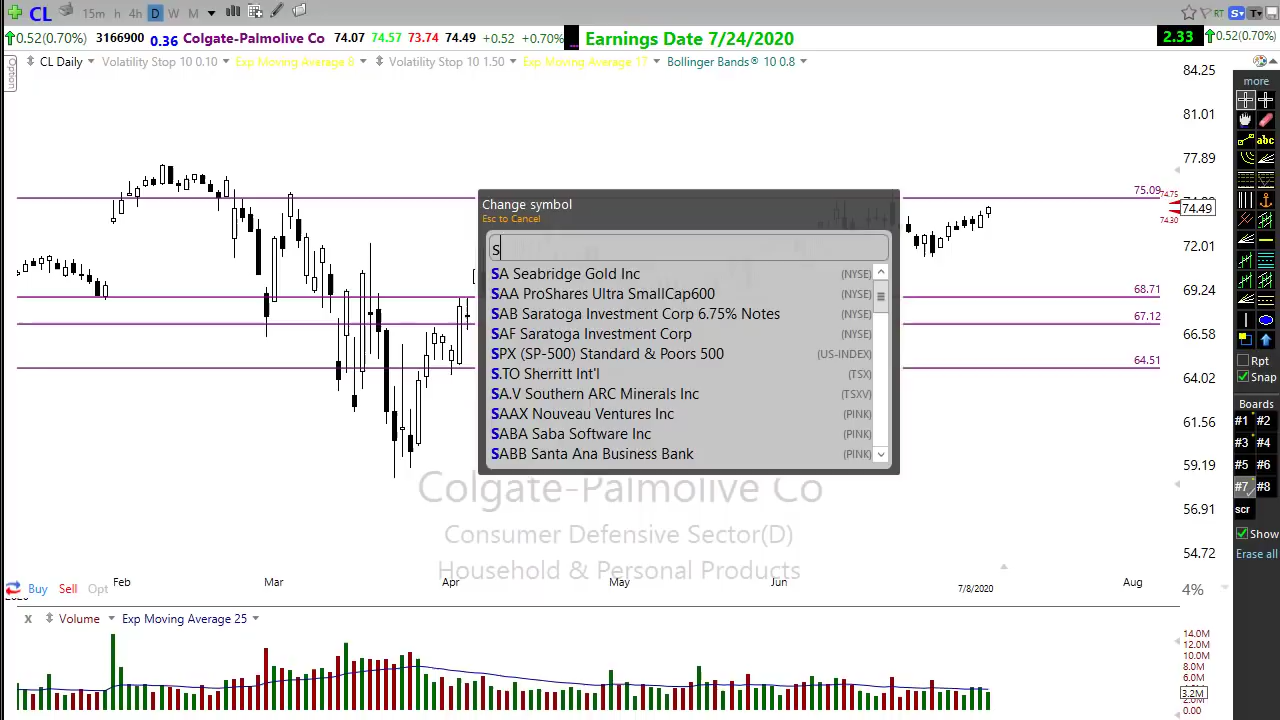 CL 15m h 4h D W M RT S T
0.52(0.70%) 3166900 0.36 Colgate-Palmolive Co 74.07 74.57 73.74 74.49 +0.52 +0.70% Earnings Date 7/24/2020 2.33 0.52(0.70%)
Option
CL Daily Volatility Stop 10 0.10 Exp Moving Average 8 Volatility Stop 10 1.50 Exp Moving Average 17 Bollinger Bands® 10 0.8
84.25
81.01
77.89
75.09
74.75
74.49
74.30
72.01
69.24
68.71
67.12
66.58
64.51
64.02
61.56
59.19
56.91
54.72
4%
Change symbol
Esc to Cancel
s
SA Seabridge Gold Inc (NYSE)
SAA ProShares Ultra SmallCap600 (NYSE)
SAB Saratoga Investment Corp 6.75% Notes (NYSE)
SAF Saratoga Investment Corp (NYSE)
SPX (SP-500) Standard & Poors 500 (US-INDEX)
S.TO Sherritt Int'l (TSX)
SA.V Southern ARC Minerals Inc (TSXV)
SAAX Nouveau Ventures Inc (PINK)
SABA Saba Software Inc (PINK)
SABB Santa Ana Business Bank (PINK)
Colgate-Palmolive Co
Consumer Defensive Sector(D)
Household & Personal Products
more
abc
Rpt
Snap
Boards
#1 #2
#3 #4
#5 #6
#7 #8
scr
Show
Erase all
Buy Sell Opt
Feb Mar Apr May Jun 7/8/2020 Aug
X Volume Exp Moving Average 25
14.0M
12.0M
10.0M
8.0M
6.0M
4.0M
3.2M
0.00